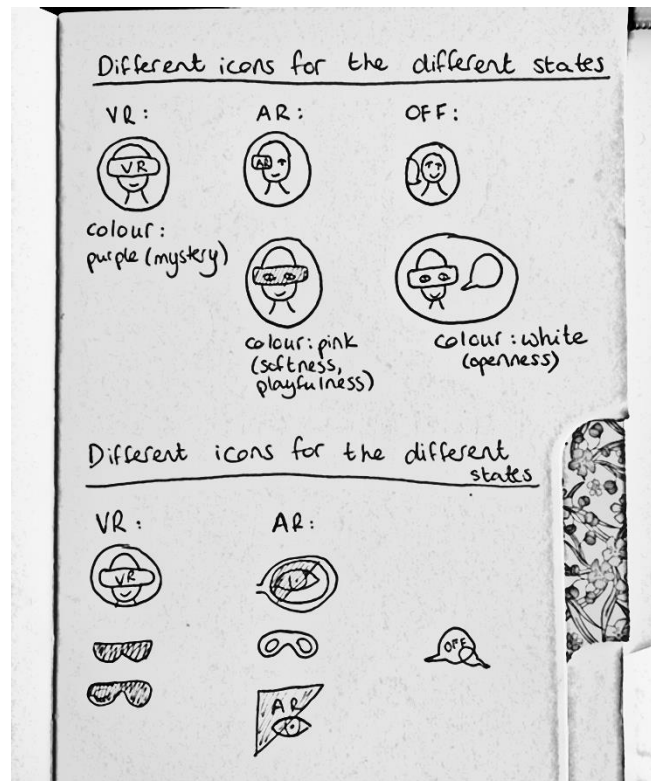 Different icons for the different states
VR: AR: OFF:
VR AR
colour:
purple (mystery)
colour: pink
(softness,
playfulness)
colour: white
(openness)
Different icons for the different
states
VR: AR:
VR
OFF
AR